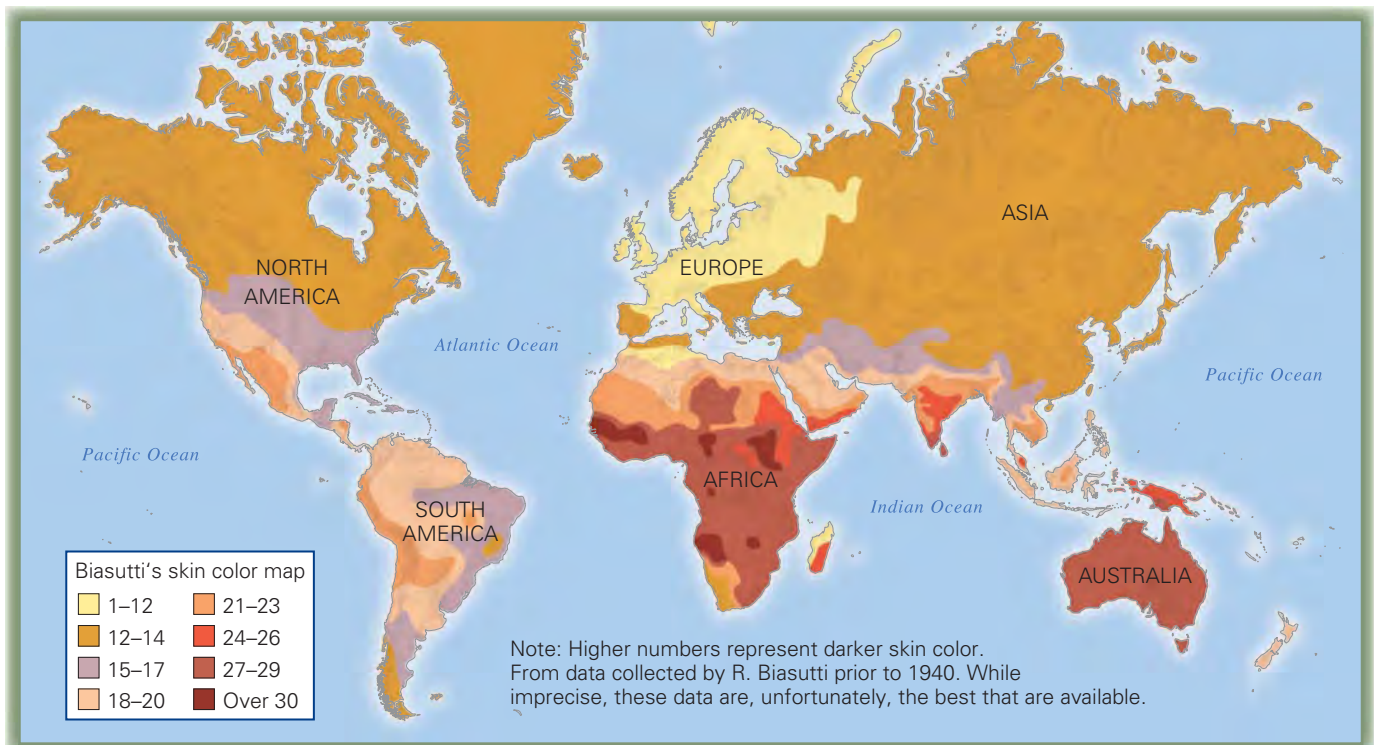 ASIA
NORTH
AMERICA
EUROPE
Atlantic Ocean
Pacific Ocean
Pacific Ocean
AFRICA
SOUTH
AMERICA
Indian Ocean
AUSTRALIA
Biasutti's skin color map
1–12
21–23
12–14
24–26
15–17
27–29
18–20
Over 30
Note: Higher numbers represent darker skin color.
From data collected by R. Biasutti prior to 1940. While
imprecise, these data are, unfortunately, the best that are available.